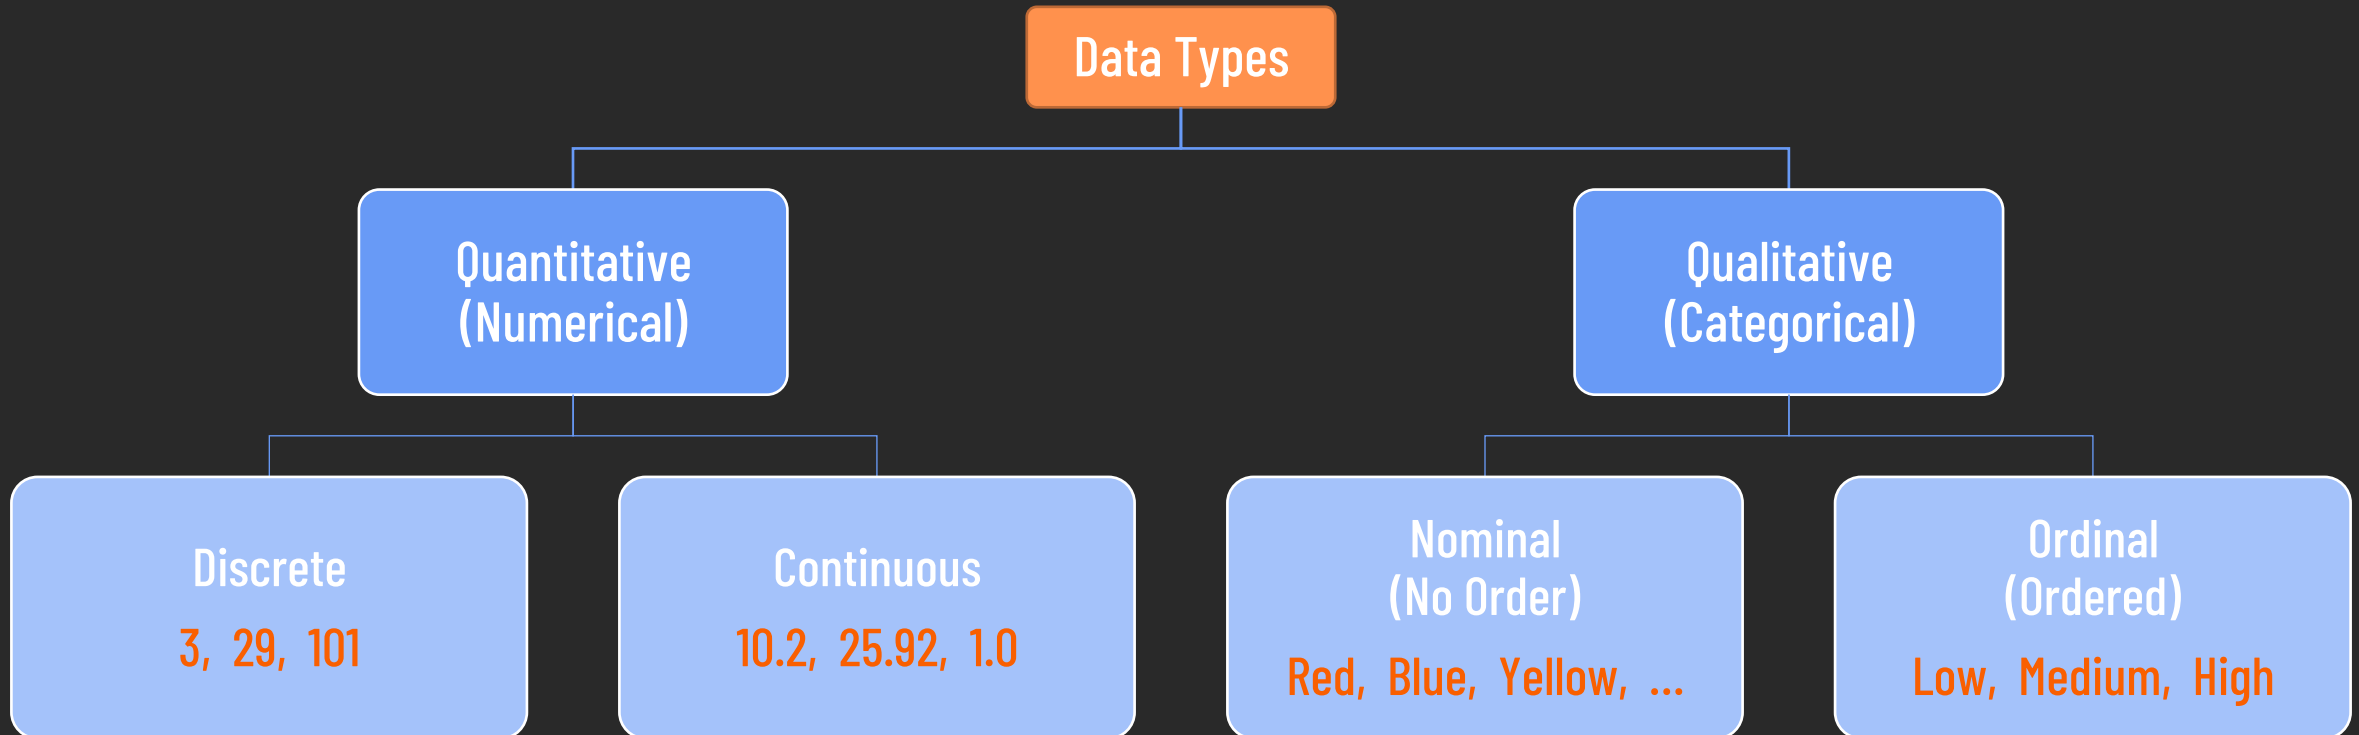 Data Types
Quantitative
(Numerical)
Qualitative
(Categorical)
Discrete
3, 29, 101
Continuous
10.2, 25.92, 1.0
Nominal
(No Order)
Red, Blue, Yellow, ...
Ordinal
(Ordered)
Low, Medium, High